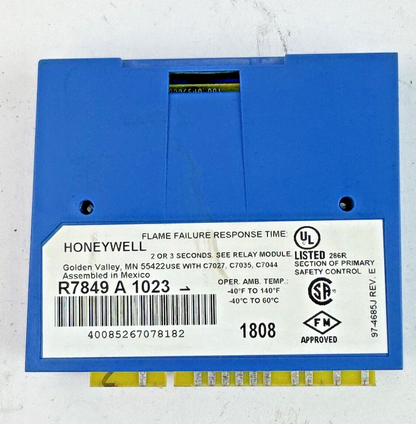 FLAME FAILURE RESPONSE TIME:
HONEYWELL
2 OR 3 SECONDS. SEE RELAY MODULE.
Golden Valley, MN 55422 USE WITH C7027, C7035, C7044
Assembled in Mexico
R7849 A 1023
OPER. AMB. TEMP.:
-40°F TO 140°F
-40°C TO 60°C
40085267078182
1808
UL
LISTED 286R
SECTION OF PRIMARY
SAFETY CONTROL
SA
FM
APPROVED
97-4685J REV. E